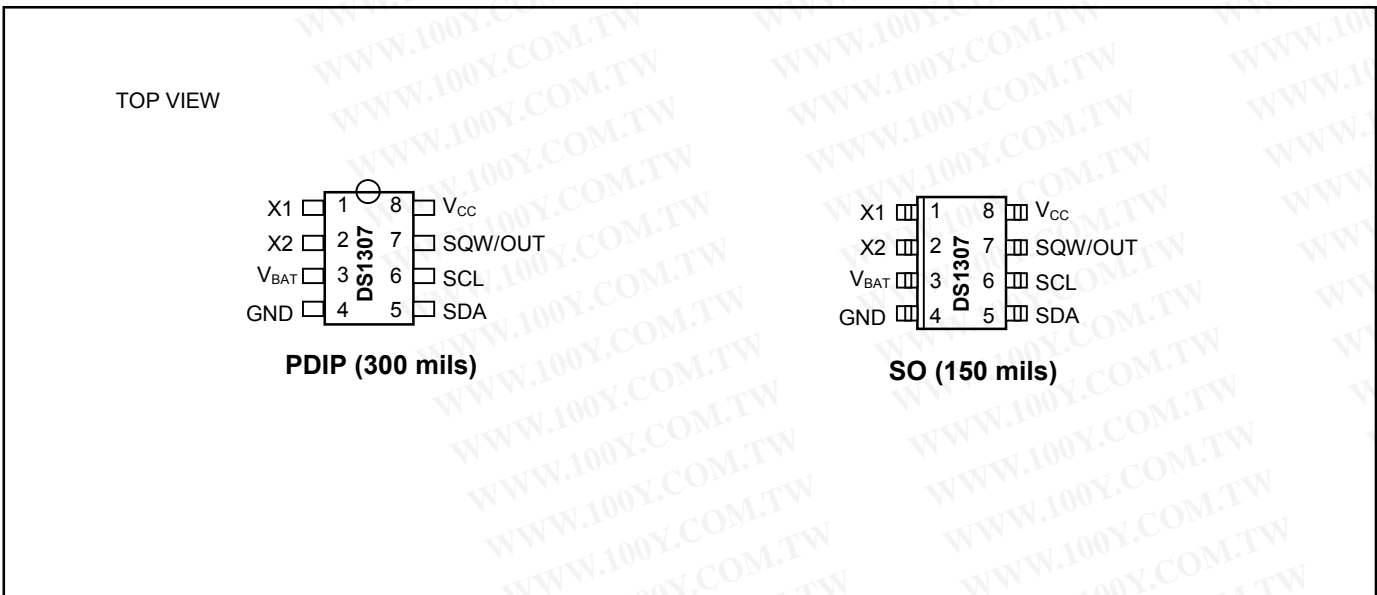 TOP VIEW
X1 1 8 VCC
X2 2 7 SQW/OUT
VBAT 3 6 SCL
GND 4 5 SDA
DS1307
PDIP (300 mils)
X1 1 8 VCC
X2 2 7 SQW/OUT
VBAT 3 6 SCL
GND 4 5 SDA
DS1307
SO (150 mils)
WWW.100Y.COM.TW